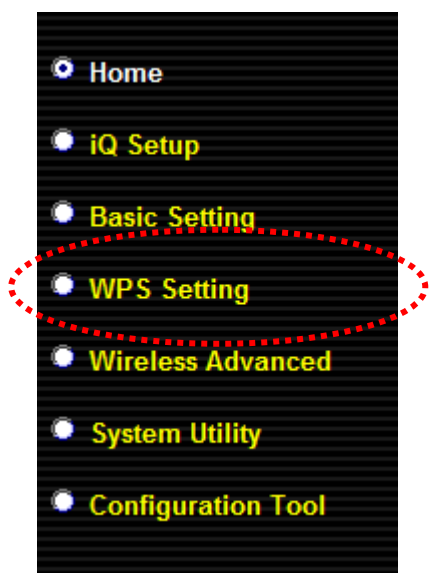 Home
iQ Setup
Basic Setting
WPS Setting
Wireless Advanced
System Utility
Configuration Tool